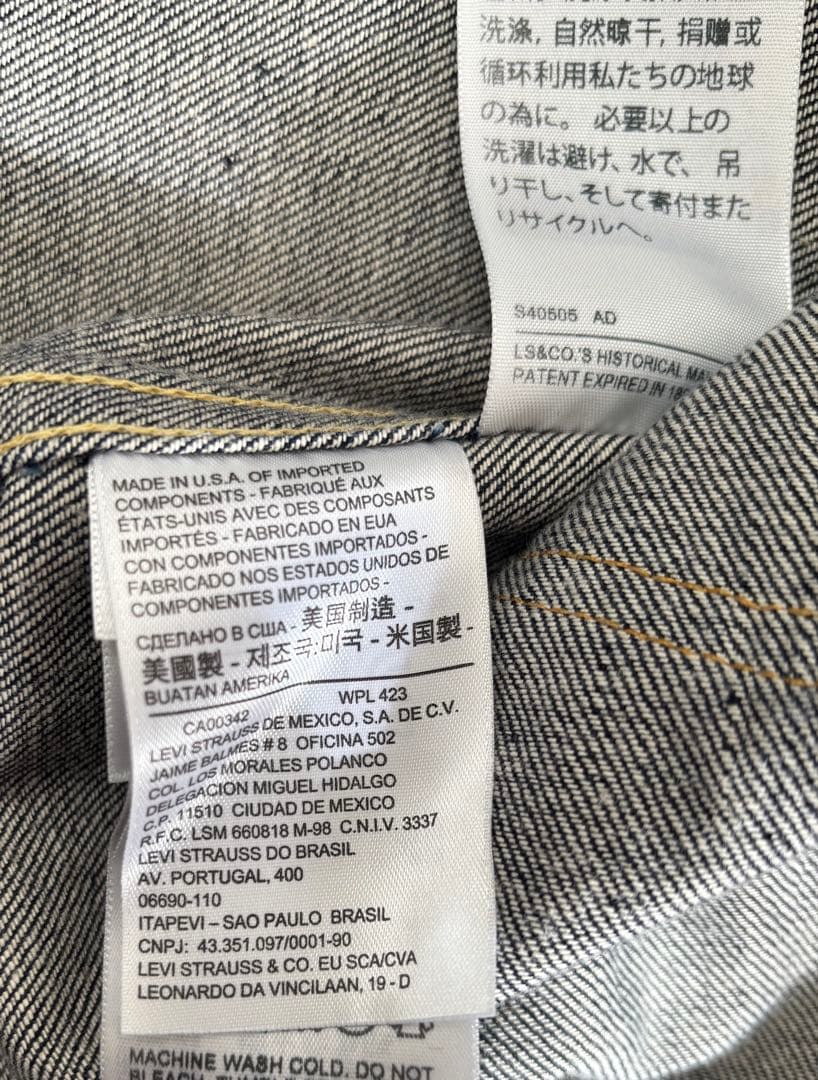 洗涤, 自然晾干, 捐赠或
循环利用私たちの地球
の為に。 必要以上の
洗濯は避け、水で、 吊
り干し、そして寄付また
リサイクルへ。
S40505 AD
LS&CO.'S HISTORICAL
PATENT EXPIRED IN
MADE IN U.S.A. OF IMPORTED
COMPONENTS - FABRIQUÉ AUX
ÉTATS-UNIS AVEC DES COMPOSANTS
IMPORTÉS - FABRICADO EN EUA
CON COMPONENTES IMPORTADOS -
FABRICADO NOS ESTADOS UNIDOS DE
COMPONENTES IMPORTADOS -
СДЕЛАНО В США - 美国制造 -
美國製 - 제조국:미국 - 米国製 -
BUATAN AMERIKA
CA00342 WPL 423
LEVI STRAUSS DE MEXICO, S.A. DE C.V.
JAIME BALMES # 8 OFICINA 502
COL. LOS MORALES POLANCO
DELEGACION MIGUEL HIDALGO
C.P. 11510 CIUDAD DE MEXICO
R.F.C. LSM 660818 M-98 C.N.I.V. 3337
LEVI STRAUSS DO BRASIL
AV. PORTUGAL, 400
06690-110
ITAPEVI – SAO PAULO BRASIL
CNPJ: 43.351.097/0001-90
LEVI STRAUSS & CO. EU SCA/CVA
LEONARDO DA VINCILAAN, 19 - D
MACHINE WASH COLD. DO NOT
BLEACH.